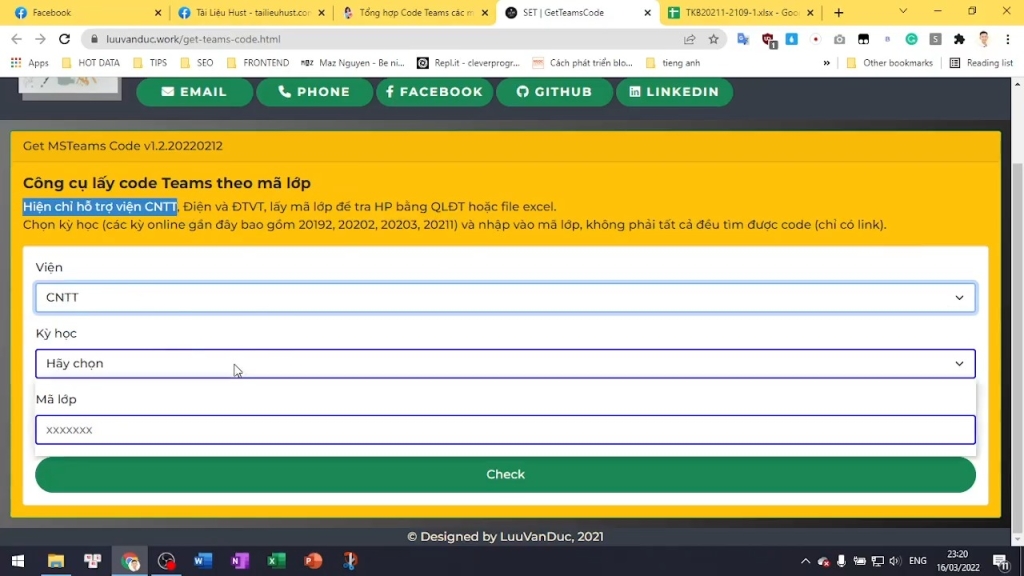 Facebook
Tài Liệu Hust - tailieuhust.cor
Tổng hợp Code Teams các m
SET | GetTeamsCode
TKB20211-2109-1.xlsx - Goo
luuvanduc.work/get-teams-code.html
Apps
HOT DATA
TIPS
SEO
FRONTEND
Maz Nguyen - Be ni...
Repl.it - cleverprogr...
Cách phát triển blo...
tieng anh
Other bookmarks
Reading list
EMAIL
PHONE
FACEBOOK
GITHUB
LINKEDIN
Get MSTeams Code v1.2.20220212
Công cụ lấy code Teams theo mã lớp
Hiện chỉ hỗ trợ viện CNTT, Điện và ĐTVT, lấy mã lớp để tra HP bằng QLĐT hoặc file excel.
Chọn kỳ học (các kỳ online gần đây bao gồm 20192, 20202, 20203, 20211) và nhập vào mã lớp, không phải tất cả đều tìm được code (chỉ có link).
Viện
CNTT
Kỳ học
Hãy chọn
Mã lớp
xxxxxxx
Check
© Designed by LuuVanDuc, 2021
ENG
23:20
16/03/2022